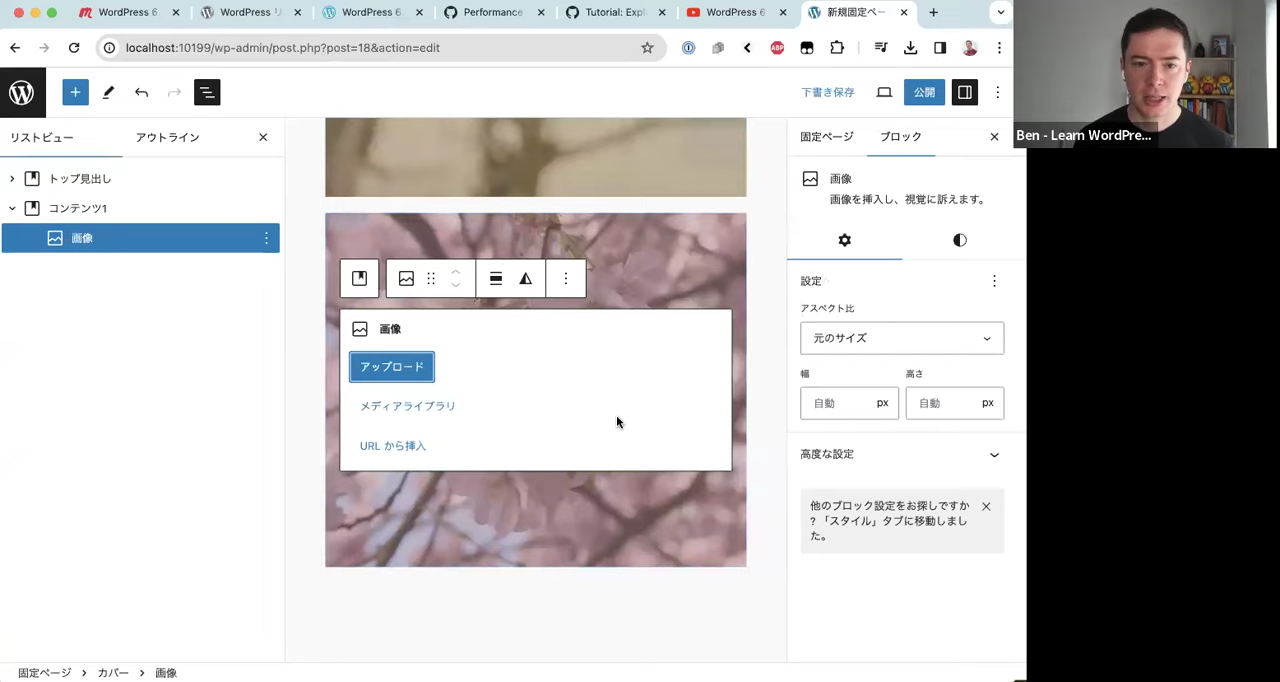 WordPress 6
WordPress リ
WordPress 6
Performance
Tutorial: Expl
WordPress 6
新規固定ペー
localhost:10199/wp-admin/post.php?post=18&action=edit
ABP
下書き保存
公開
Ben - Learn WordPre...
リストビュー
アウトライン
固定ページ
ブロック
トップ見出し
コンテンツ1
画像
画像
画像を挿入し、視覚に訴えます。
設定
アスペクト比
元のサイズ
幅
高さ
自動
px
自動
px
高度な設定
他のブロック設定をお探しですか
? 「スタイル」タブに移動しまし
た。
画像
アップロード
メディアライブラリ
URL から挿入
固定ページ
カバー
画像